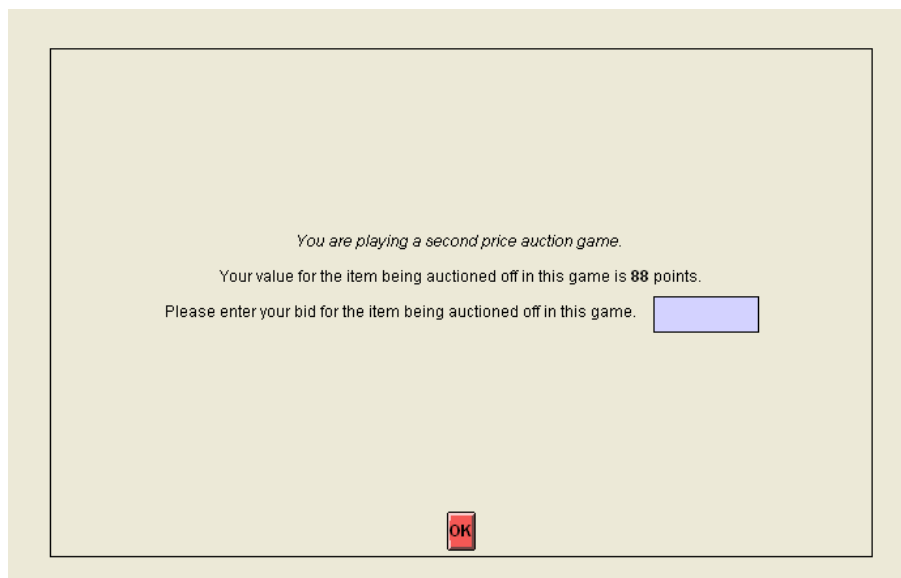 You are playing a second price auction game.
Your value for the item being auctioned off in this game is 88 points.
Please enter your bid for the item being auctioned off in this game.
OK